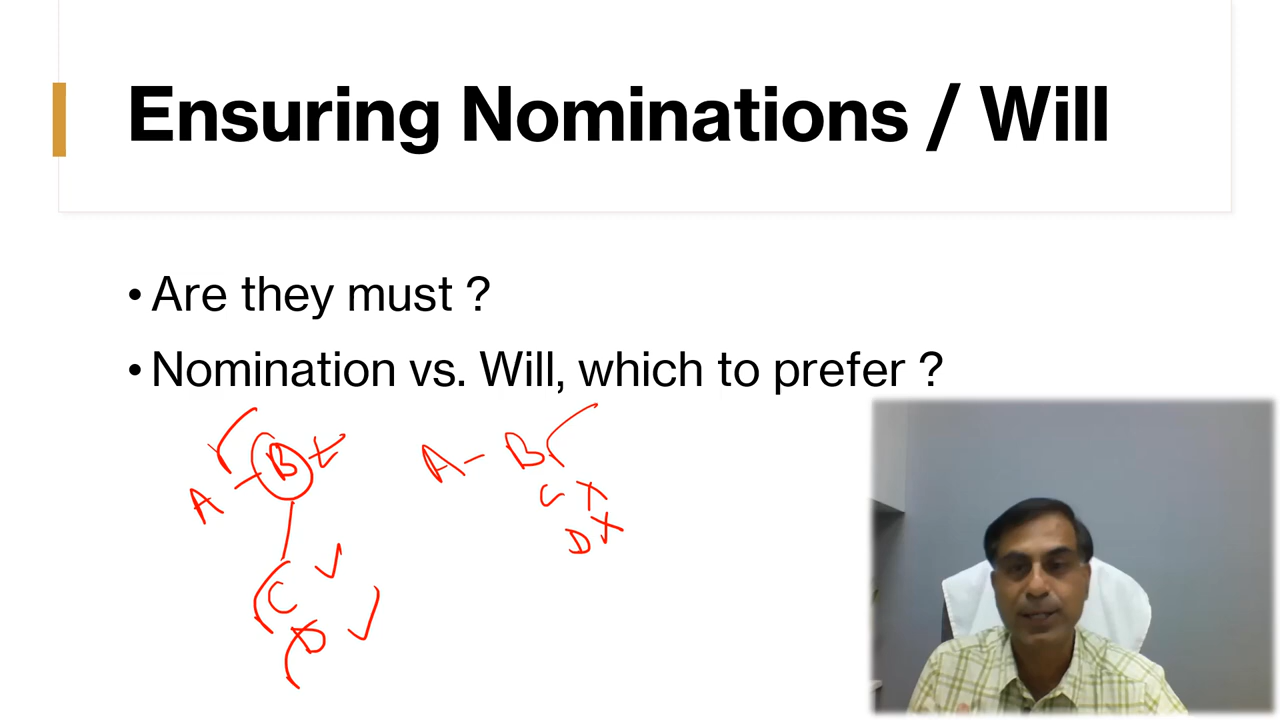 Ensuring Nominations / Will
• Are they must ?
• Nomination vs. Will, which to prefer ?
A - B t
A - B
C X
D X
C ✓
D ✓